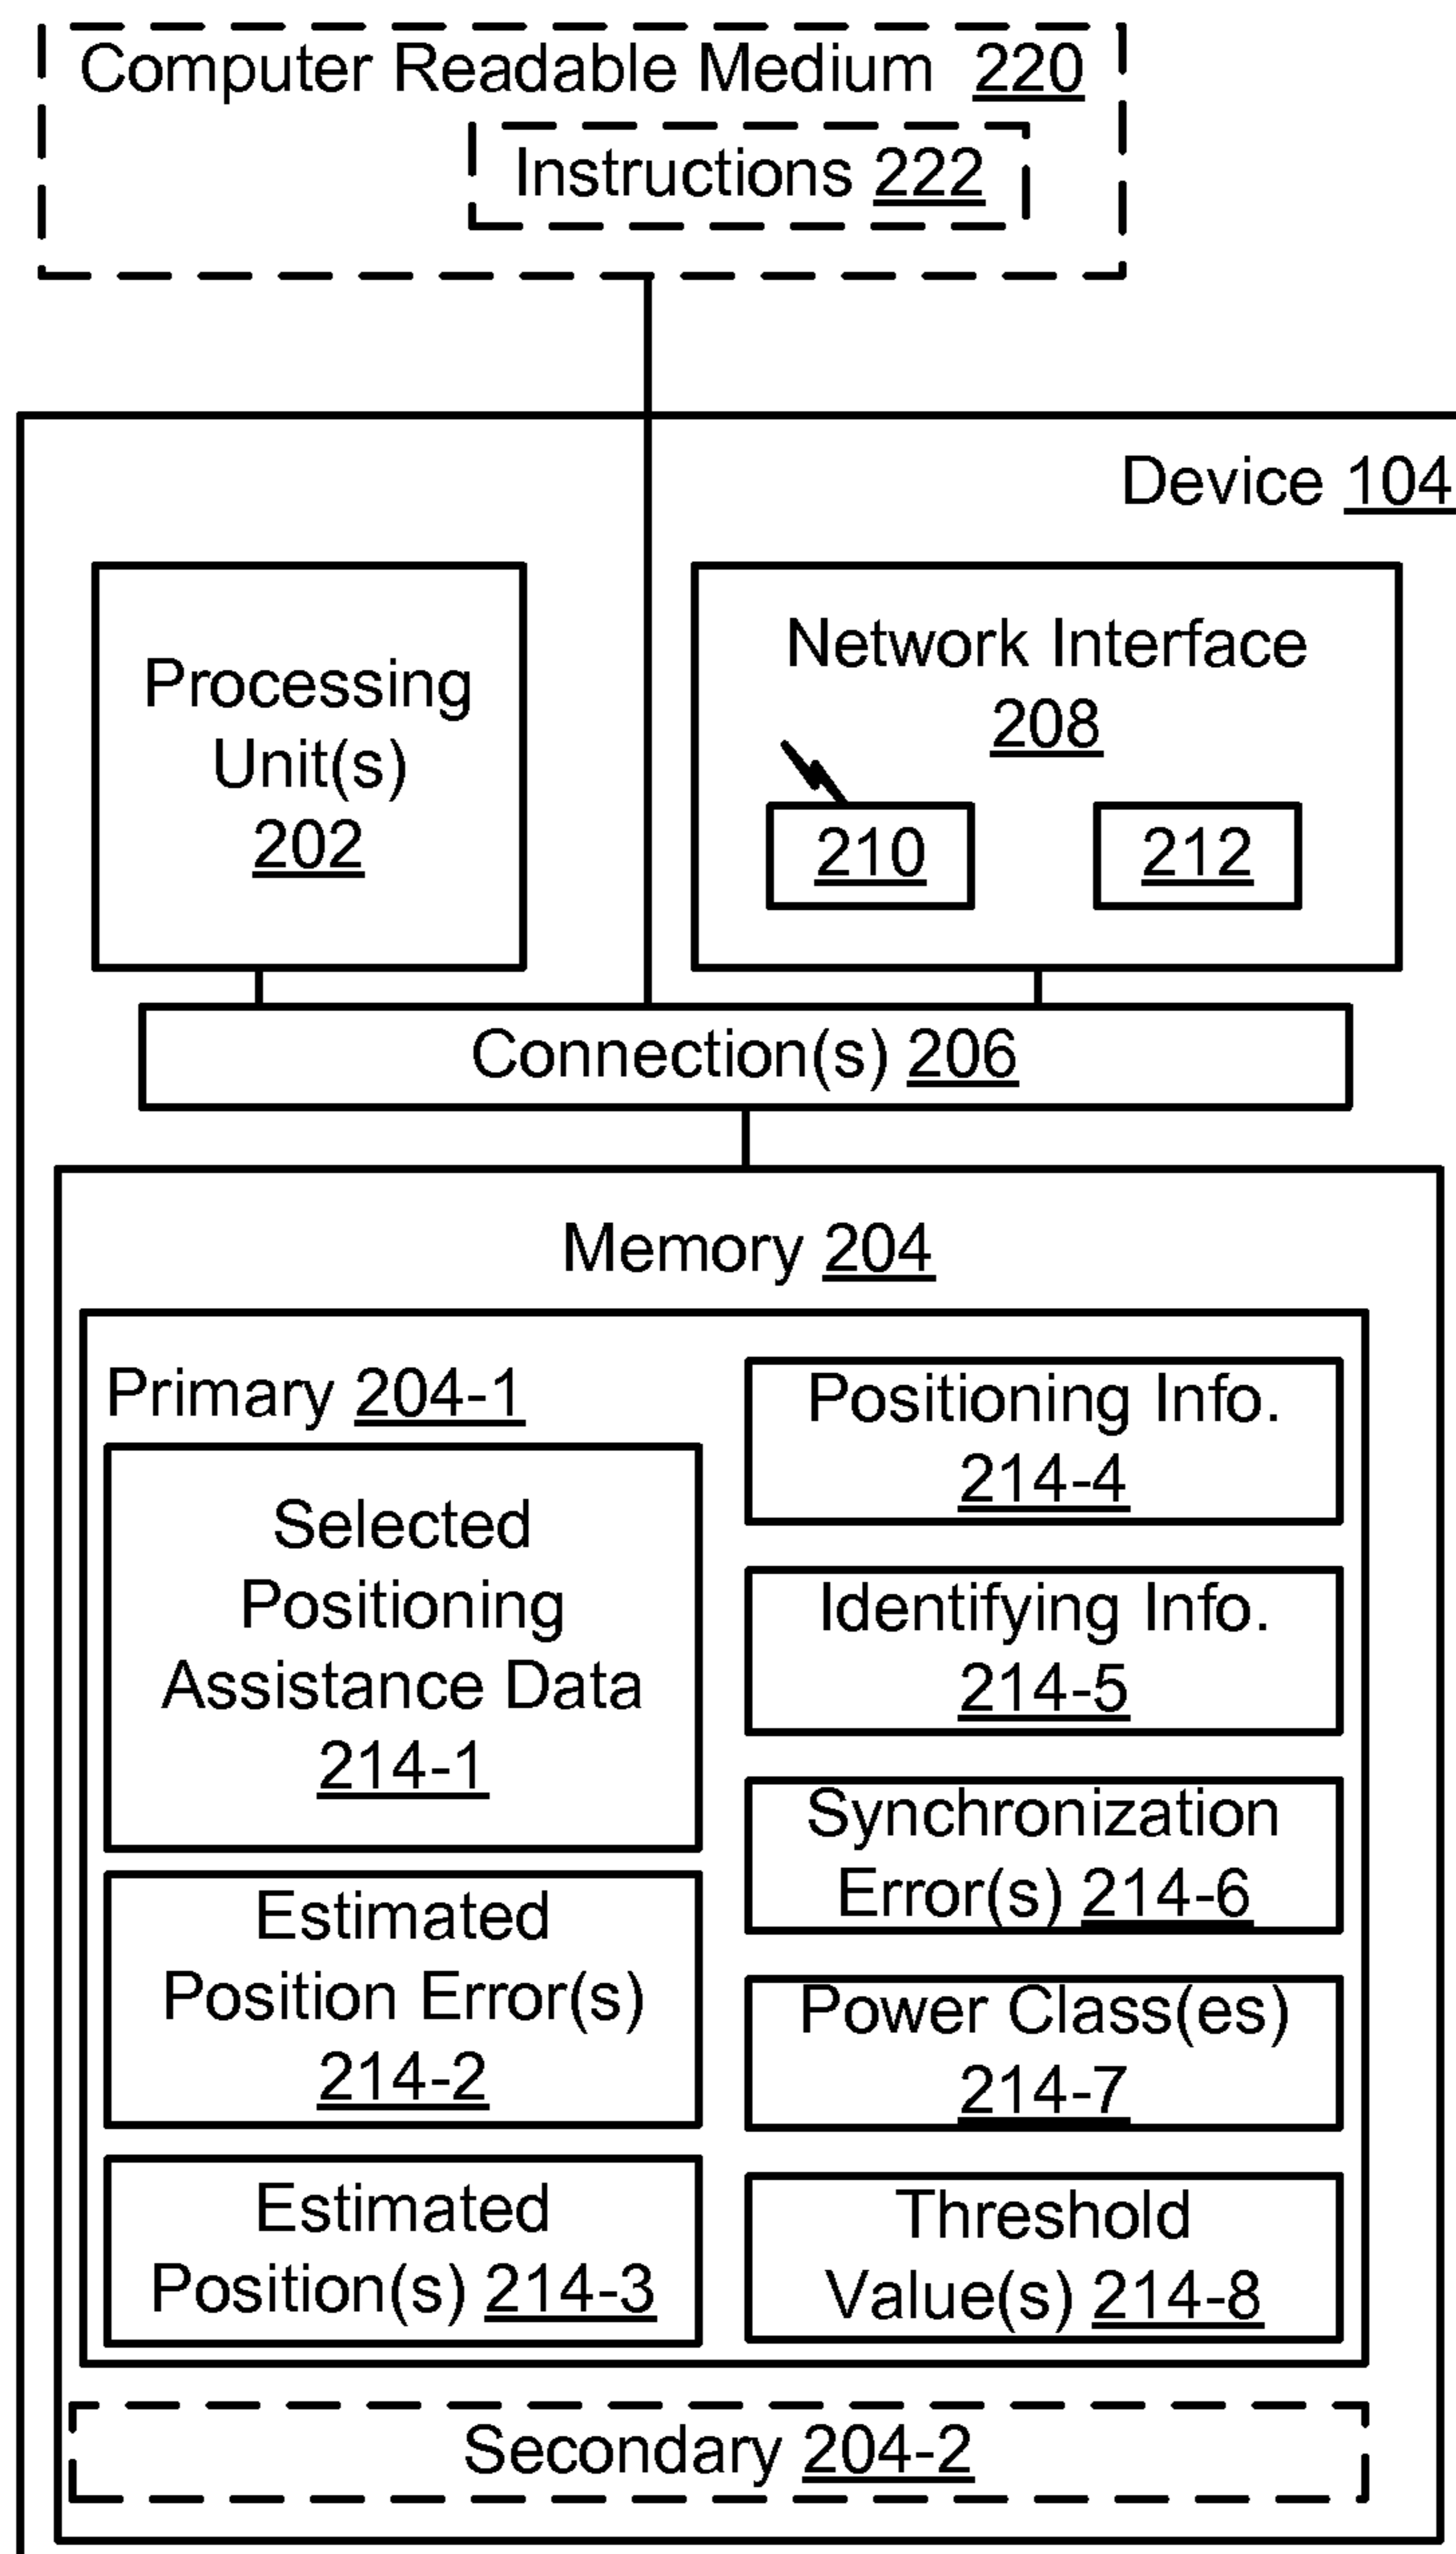 Computer Readable Medium 220
Instructions 222
Device 104
Processing
Unit(s)
202
Network Interface
208
210
212
Connection(s) 206
Memory 204
Primary 204-1
Selected
Positioning
Assistance Data
214-1
Estimated
Position Error(s)
214-2
Estimated
Position(s) 214-3
Positioning Info.
214-4
Identifying Info.
214-5
Synchronization
Error(s) 214-6
Power Class(es)
214-7
Threshold
Value(s) 214-8
Secondary 204-2